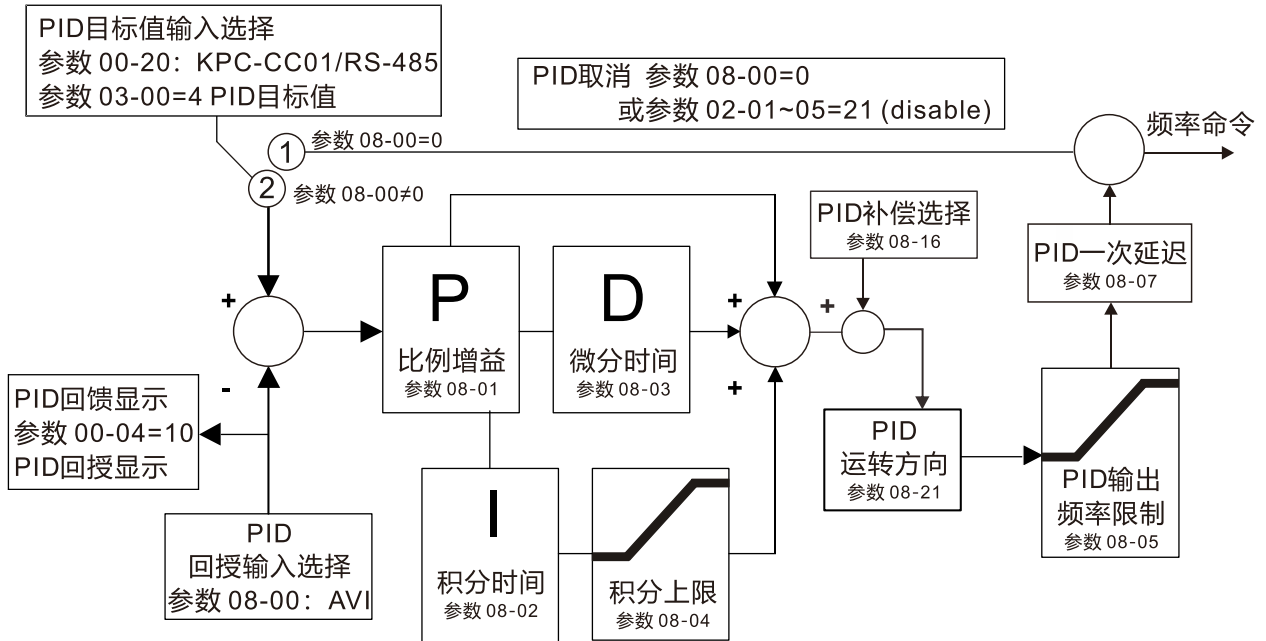 PID目标值输入选择
参数 00-20：KPC-CC01/RS-485
参数 03-00=4 PID目标值
PID取消 参数 08-00=0
或参数 02-01~05=21 (disable)
1 参数 08-00=0
频率命令
2 参数 08-00≠0
PID补偿选择
参数 08-16
PID一次延迟
参数 08-07
+
P
比例增益
参数 08-01
D
微分时间
参数 08-03
+
+
+
-
PID回馈显示
参数 00-04=10
PID回授显示
PID
运转方向
参数 08-21
PID输出
频率限制
参数 08-05
PID
回授输入选择
参数 08-00：AVI
I
积分时间
参数 08-02
积分上限
参数 08-04